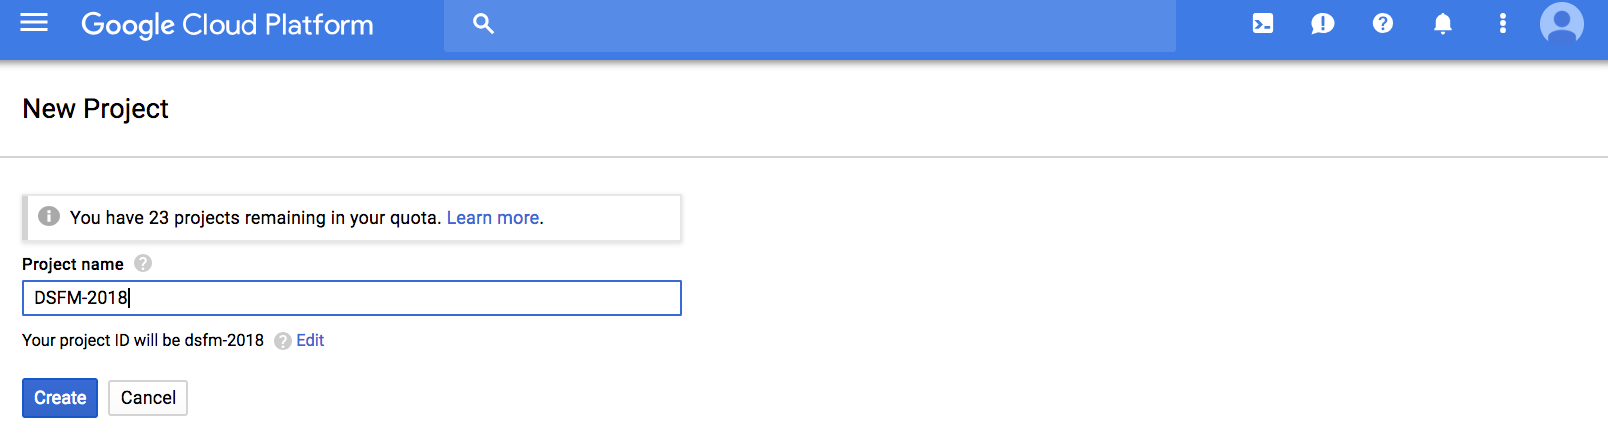 Google Cloud Platform
New Project
You have 23 projects remaining in your quota. Learn more.
Project name
DSFM-2018
Your project ID will be dsfm-2018 Edit
Create Cancel